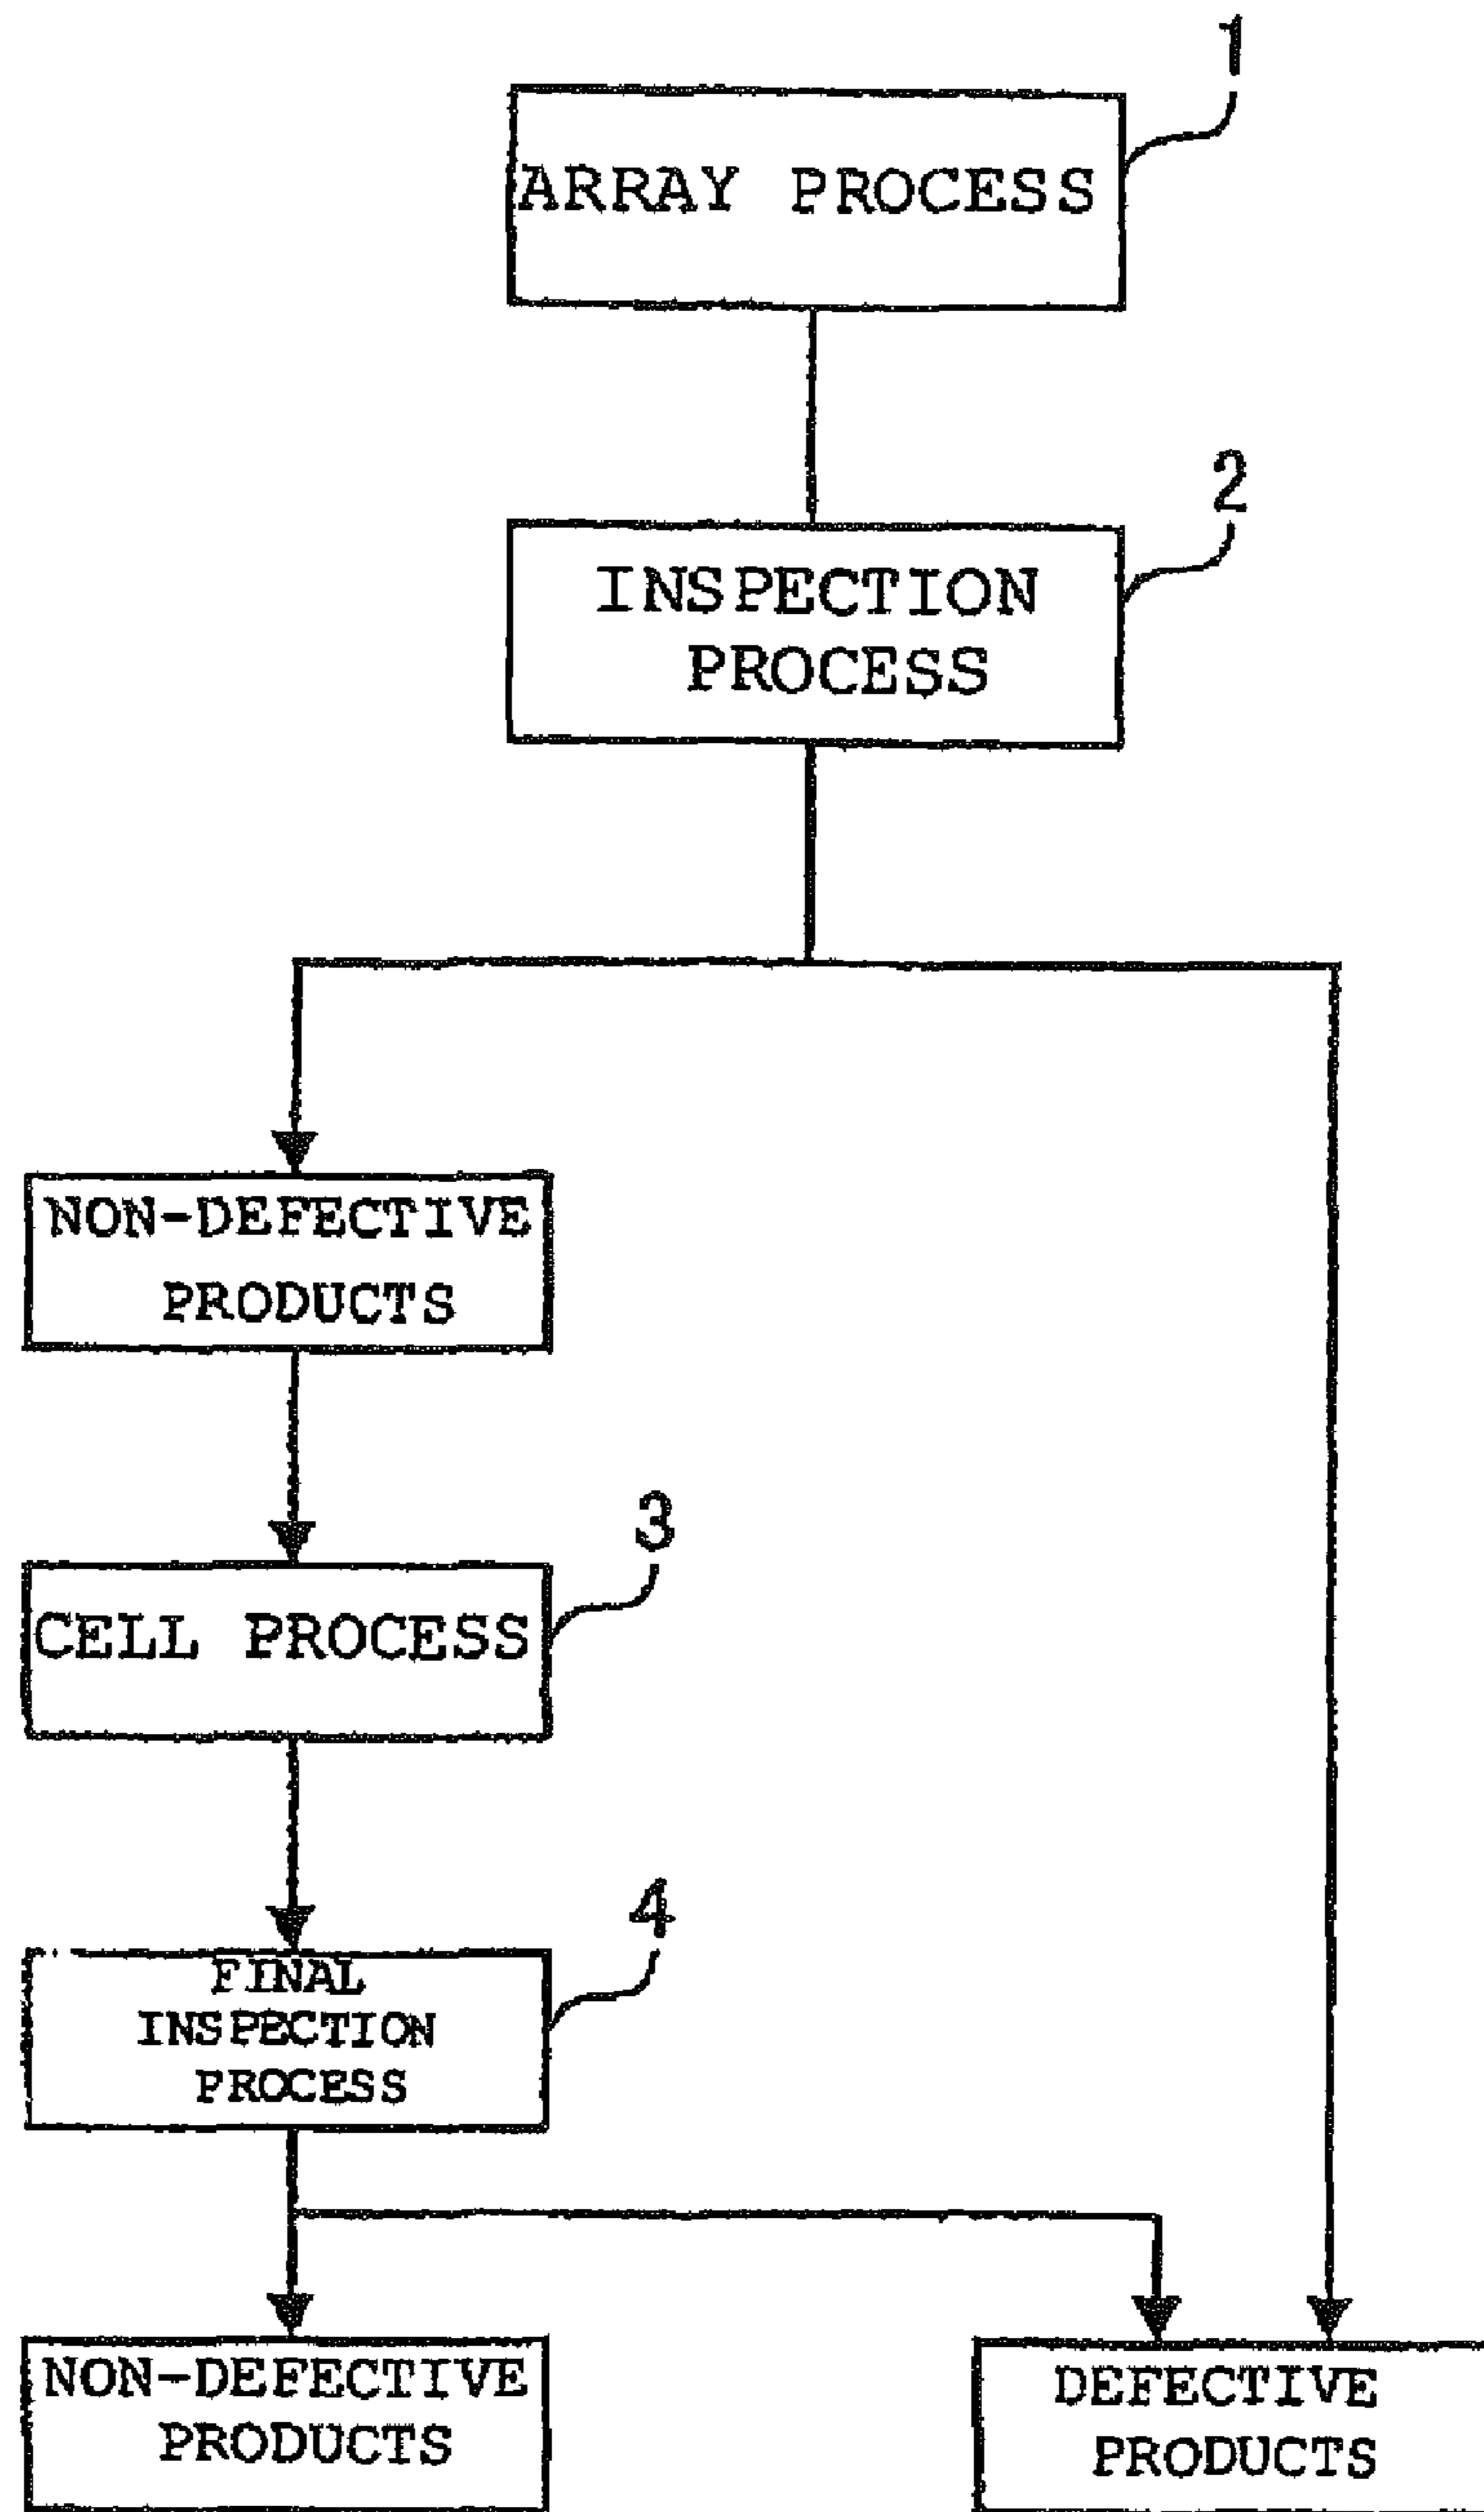 1
ARRAY PROCESS
2
INSPECTION
PROCESS
NON-DEFECTIVE
PRODUCTS
3
CELL PROCESS
4
FINAL
INSPECTION
PROCESS
NON-DEFECTIVE
PRODUCTS
DEFECTIVE
PRODUCTS